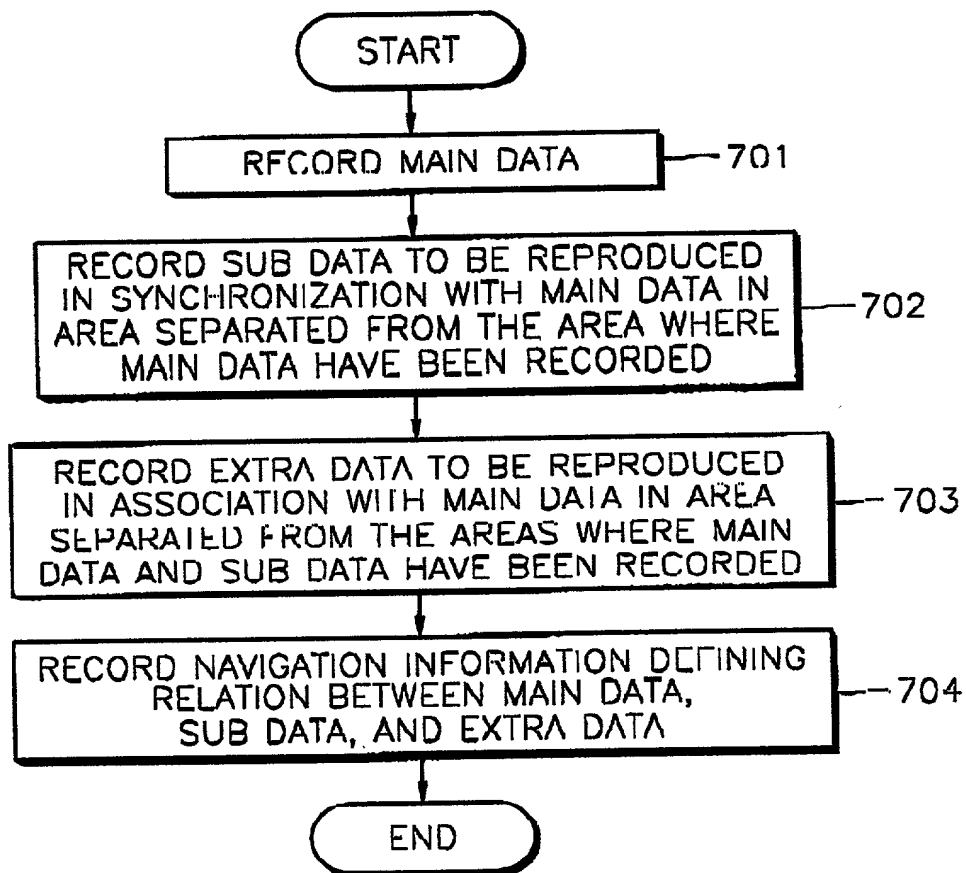 START
RECORD MAIN DATA
701
RECORD SUB DATA TO BE REPRODUCED
IN SYNCHRONIZATION WITH MAIN DATA IN
AREA SEPARATED FROM THE AREA WHERE
MAIN DATA HAVE BEEN RECORDED
702
RECORD EXTRA DATA TO BE REPRODUCED
IN ASSOCIATION WITH MAIN DATA IN AREA
SEPARATED FROM THE AREAS WHERE MAIN
DATA AND SUB DATA HAVE BEEN RECORDED
703
RECORD NAVIGATION INFORMATION DEFINING
RELATION BETWEEN MAIN DATA,
SUB DATA, AND EXTRA DATA
704
END